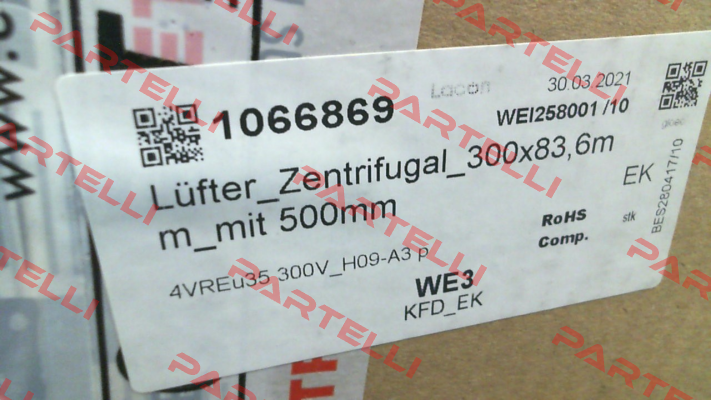 Lacon
30.03.2021
1066869
WEI258001/10
Lüfter_Zentrifugal_300x83,6m
m_mit 500mm
EK
RoHS
Comp.
stk
BES280417/10
4VREu35 300V_H09-A3 p
WE3
KFD_EK
PARTELLI